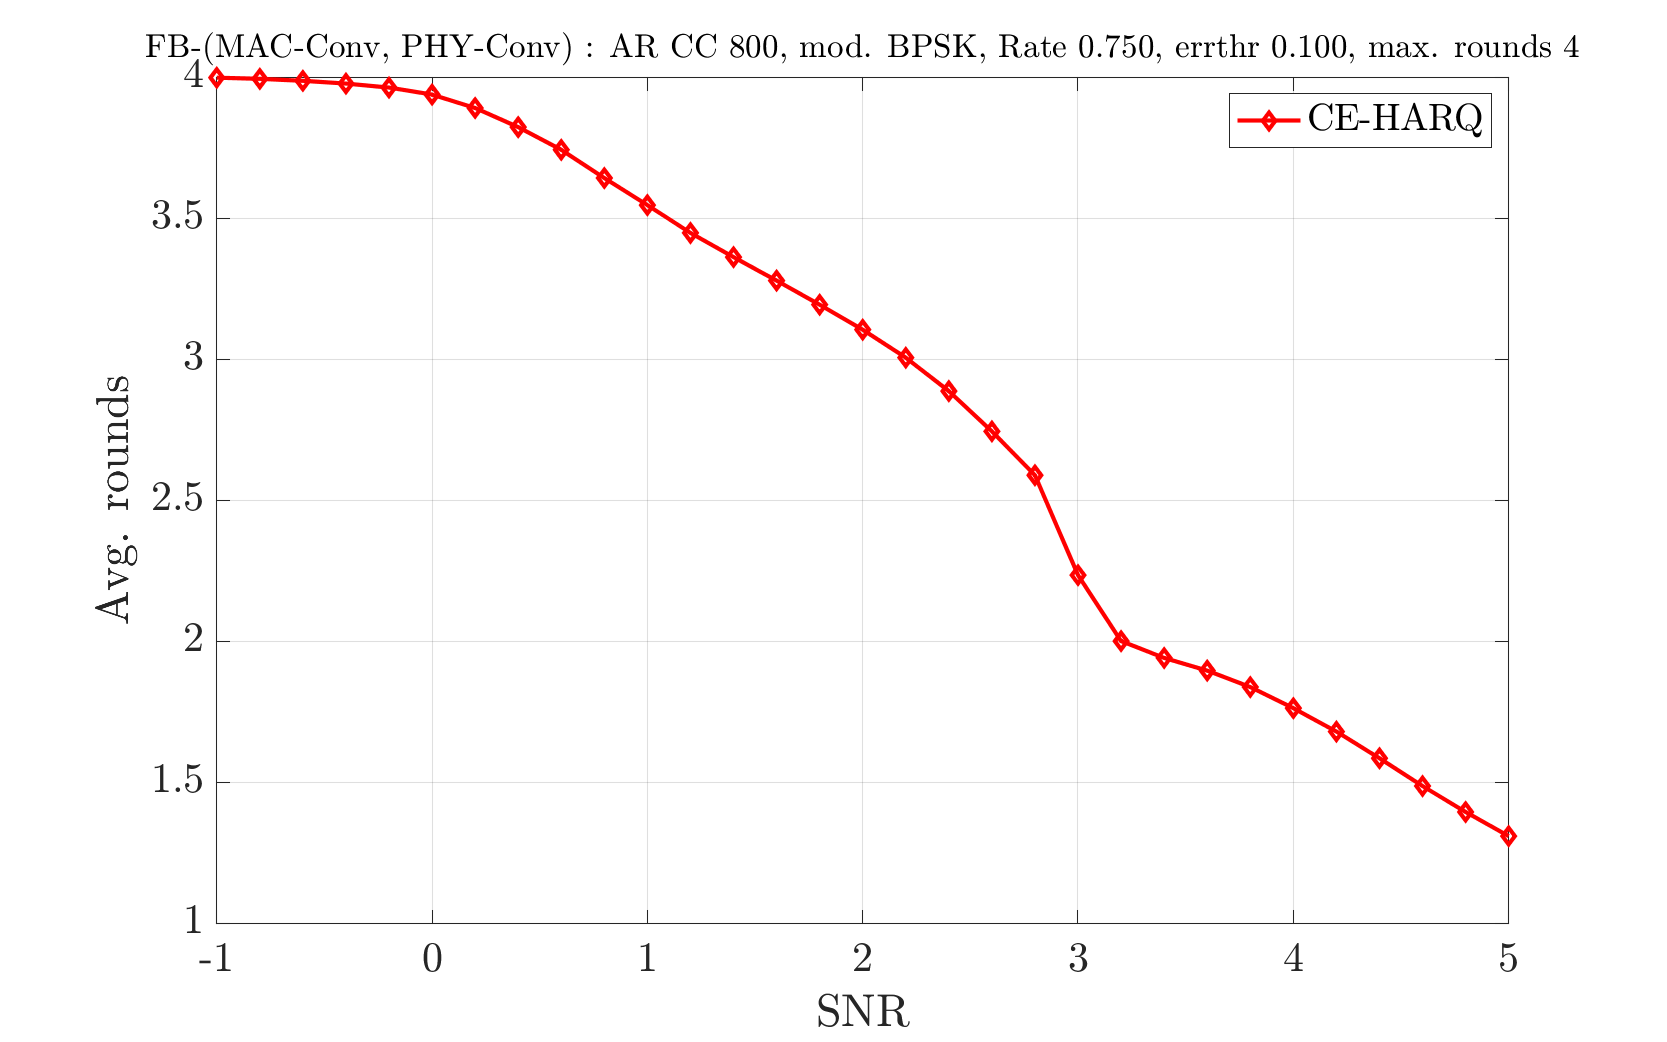 FB-(MAC-Conv, PHY-Conv) : AR CC 800, mod. BPSK, Rate 0.750, errthr 0.100, max. rounds 4
CE-HARQ
4
3.5
3
2.5
2
1.5
1
Avg. rounds
-1 0 1 2 3 4 5
SNR